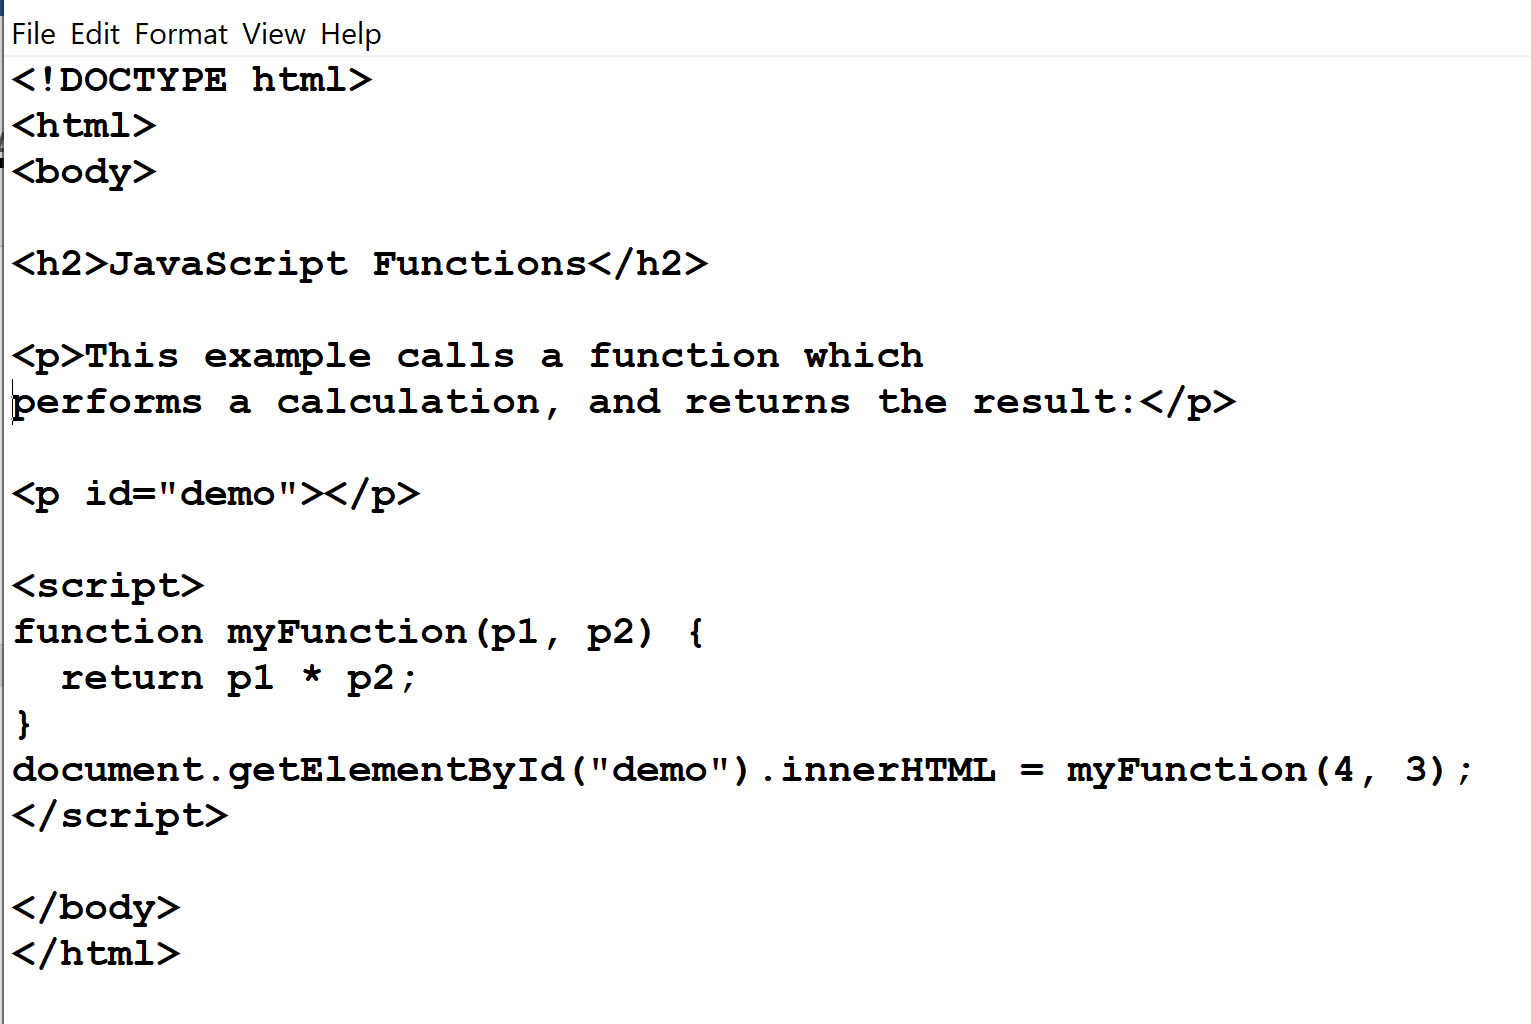 File Edit Format View Help
<!DOCTYPE html>
<html>
<body>
<h2>JavaScript Functions</h2>
<p>This example calls a function which
performs a calculation, and returns the result:</p>
<p id="demo"></p>
<script>
function myFunction(p1, p2) {
  return p1 * p2;
}
document.getElementById("demo").innerHTML = myFunction(4, 3);
</script>
</body>
</html>